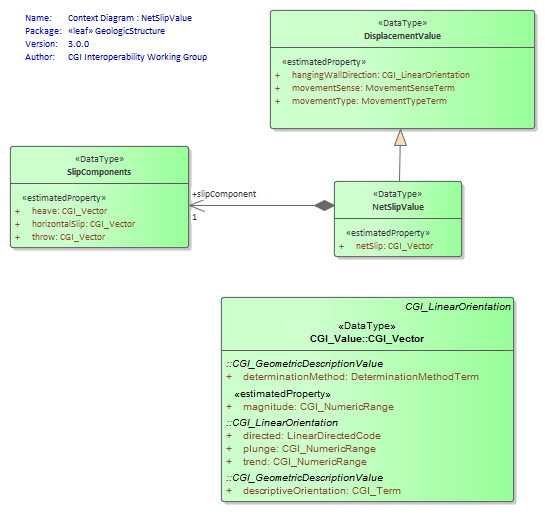 Name: Context Diagram : NetSlipValue
Package: «leaf» GeologicStructure
Version: 3.0.0
Author: CGI Interoperability Working Group
«DataType»
DisplacementValue
«estimatedProperty»
+ hangingWallDirection: CGI_LinearOrientation
+ movementSense: MovementSenseTerm
+ movementType: MovementTypeTerm
«DataType»
SlipComponents
«estimatedProperty»
+ heave: CGI_Vector
+ horizontalSlip: CGI_Vector
+ throw: CGI_Vector
+slipComponent
1
«DataType»
NetSlipValue
«estimatedProperty»
+ netSlip: CGI_Vector
CGI_LinearOrientation
«DataType»
CGI_Value::CGI_Vector
::CGI_GeometricDescriptionValue
+ determinationMethod: DeterminationMethodTerm
«estimatedProperty»
+ magnitude: CGI_NumericRange
::CGI_LinearOrientation
+ directed: LinearDirectedCode
+ plunge: CGI_NumericRange
+ trend: CGI_NumericRange
::CGI_GeometricDescriptionValue
+ descriptiveOrientation: CGI_Term